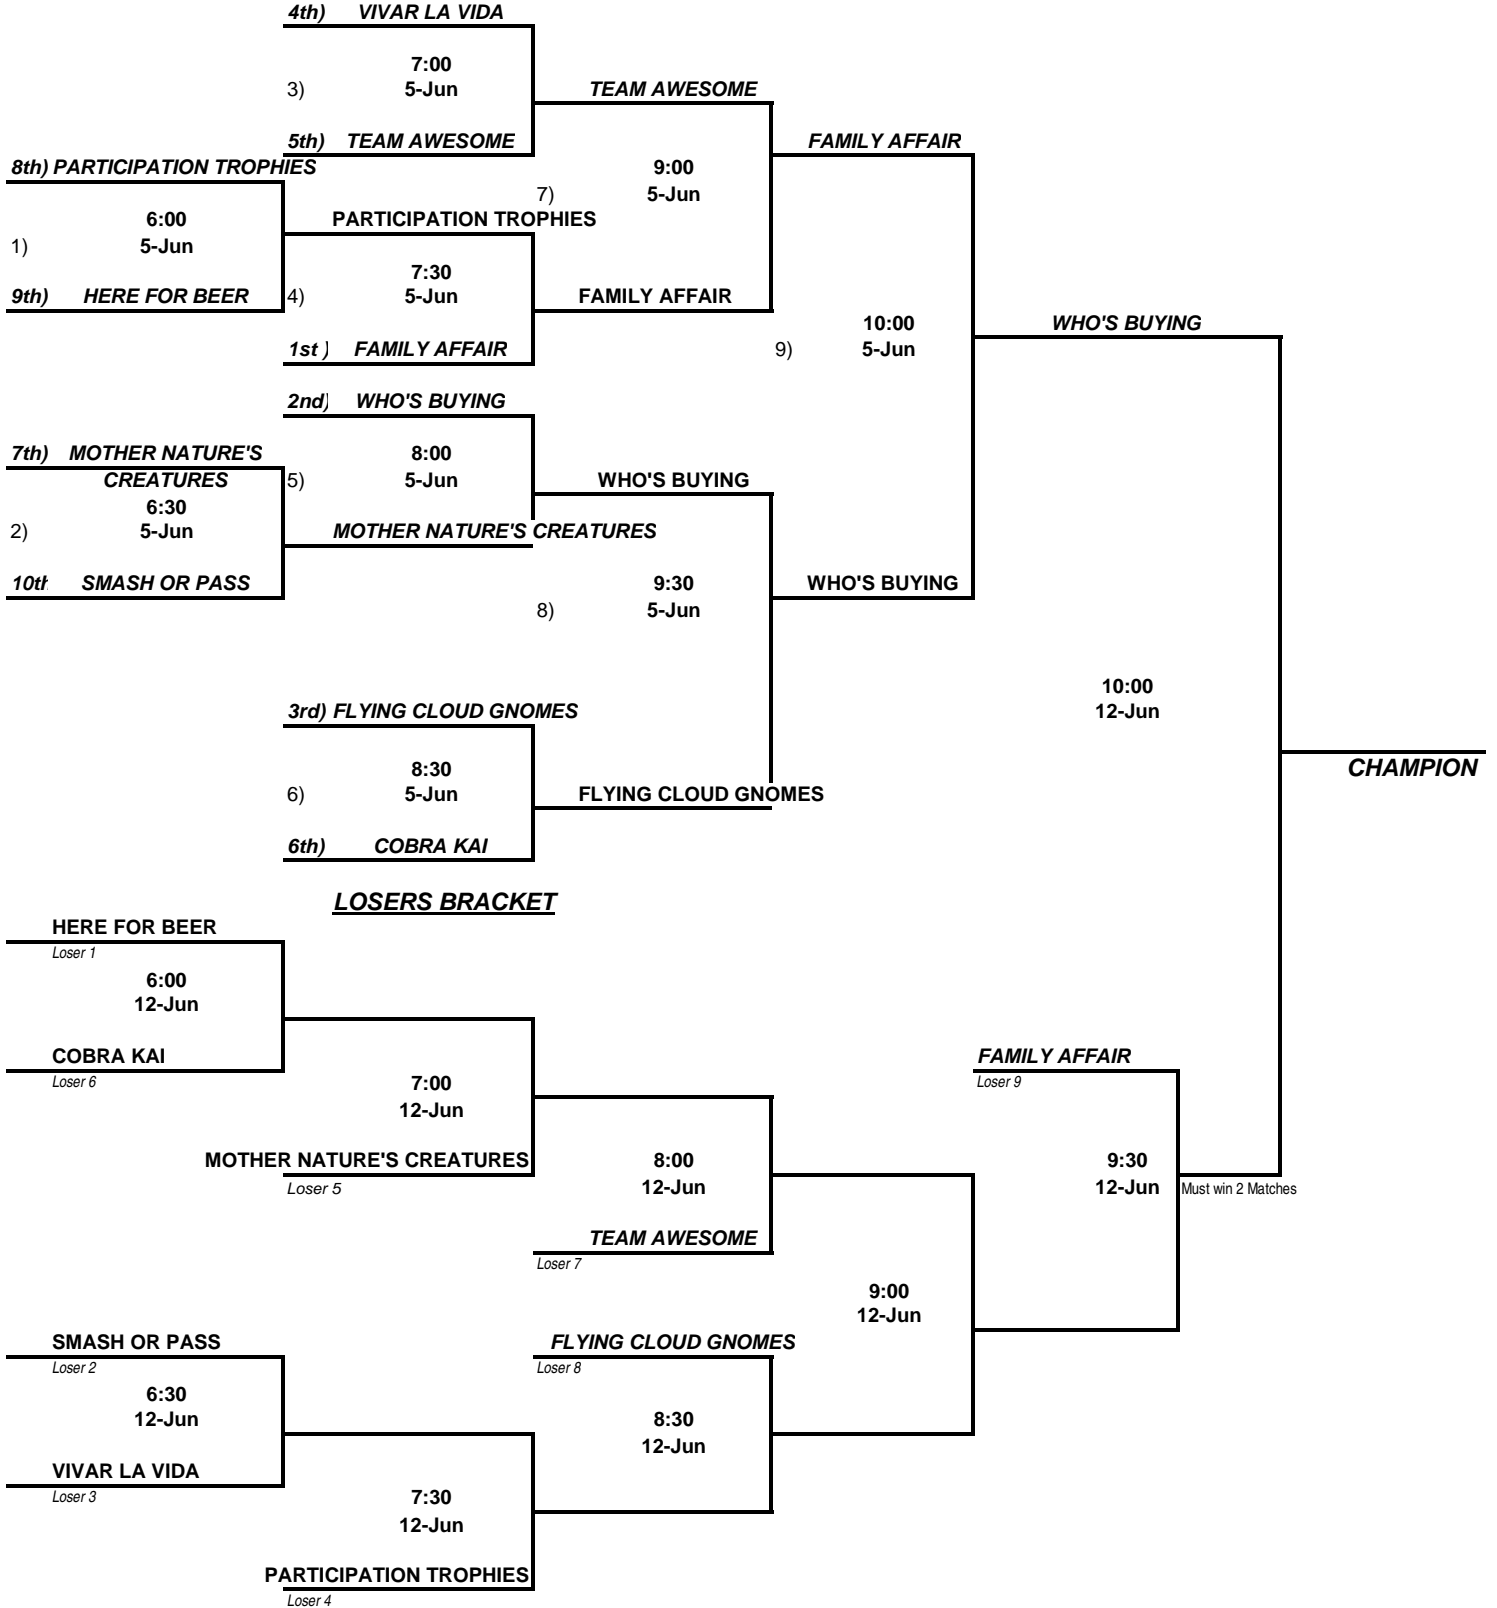 4th) VIVAR LA VIDA
7:00
3) 5-Jun
TEAM AWESOME
5th) TEAM AWESOME
FAMILY AFFAIR
8th) PARTICIPATION TROPHIES
9:00
7) 5-Jun
6:00
PARTICIPATION TROPHIES
1) 5-Jun
7:30
9th) HERE FOR BEER
4) 5-Jun
FAMILY AFFAIR
10:00
WHO'S BUYING
1st ) FAMILY AFFAIR
9) 5-Jun
2nd) WHO'S BUYING
7th) MOTHER NATURE'S
CREATURES
8:00
5) 5-Jun
WHO'S BUYING
6:30
2) 5-Jun
MOTHER NATURE'S CREATURES
10th SMASH OR PASS
9:30
WHO'S BUYING
8) 5-Jun
10:00
12-Jun
3rd) FLYING CLOUD GNOMES
8:30
6) 5-Jun
FLYING CLOUD GNOMES
CHAMPION
6th) COBRA KAI
LOSERS BRACKET
HERE FOR BEER
Loser 1
6:00
12-Jun
COBRA KAI
Loser 6
FAMILY AFFAIR
Loser 9
7:00
12-Jun
MOTHER NATURE'S CREATURES
Loser 5
8:00
12-Jun
9:30
12-Jun
Must win 2 Matches
TEAM AWESOME
Loser 7
9:00
12-Jun
SMASH OR PASS
Loser 2
FLYING CLOUD GNOMES
Loser 8
6:30
12-Jun
8:30
12-Jun
VIVAR LA VIDA
Loser 3
7:30
12-Jun
PARTICIPATION TROPHIES
Loser 4